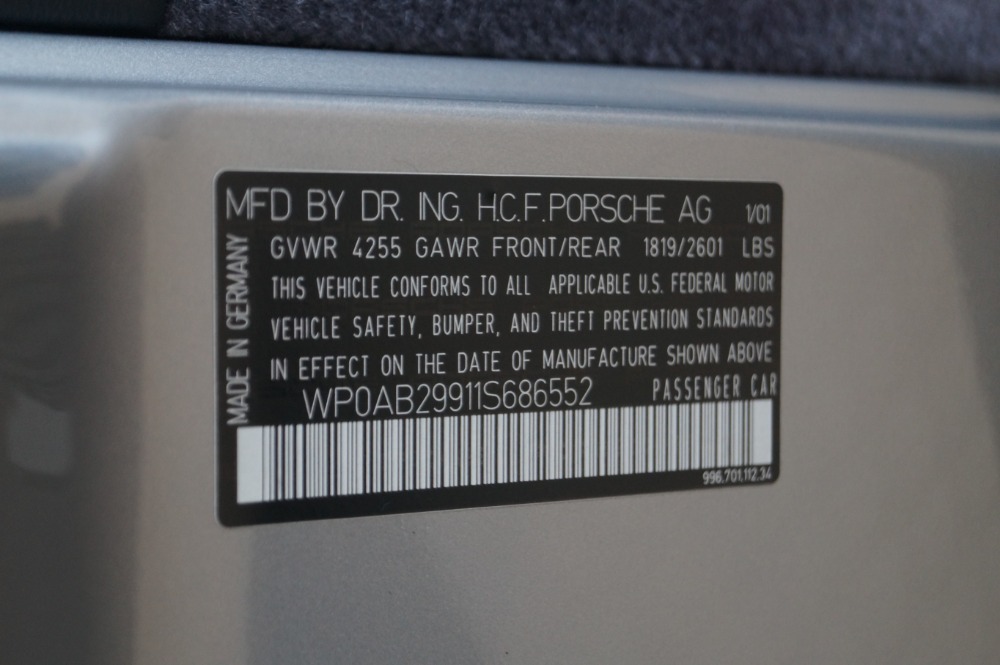 MFD BY DR. ING. H.C.F.PORSCHE AG 1/01
GVWR 4255 GAWR FRONT/REAR 1819/2601 LBS
THIS VEHICLE CONFORMS TO ALL APPLICABLE U.S. FEDERAL MOTOR
VEHICLE SAFETY, BUMPER, AND THEFT PREVENTION STANDARDS
IN EFFECT ON THE DATE OF MANUFACTURE SHOWN ABOVE
WP0AB29911S686552 PASSENGER CAR
996.701.112.34
MADE IN GERMANY